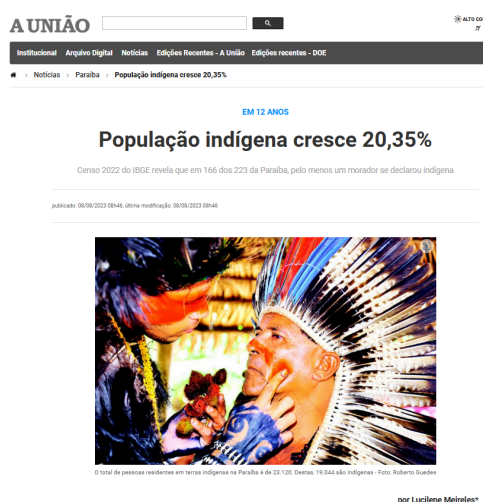 A UNIÃO
ALTO CO
Institucional Arquivo Digital Notícias Edições Recentes - A União Edições recentes - DOE
Notícias > Paraíba > População indígena cresce 20,35%
EM 12 ANOS
População indígena cresce 20,35%
Censo 2022 do IBGE revela que em 166 dos 223 da Paraíba, pelo menos um morador se declarou indígena
publicado: 08/08/2023 08h46, última modificação: 08/08/2023 08h46
O total de pessoas residentes em terras indígenas na Paraíba é de 23.120. Destas, 19.044 são indígenas - Foto: Roberto Guedes
por Lucilene Meireles*